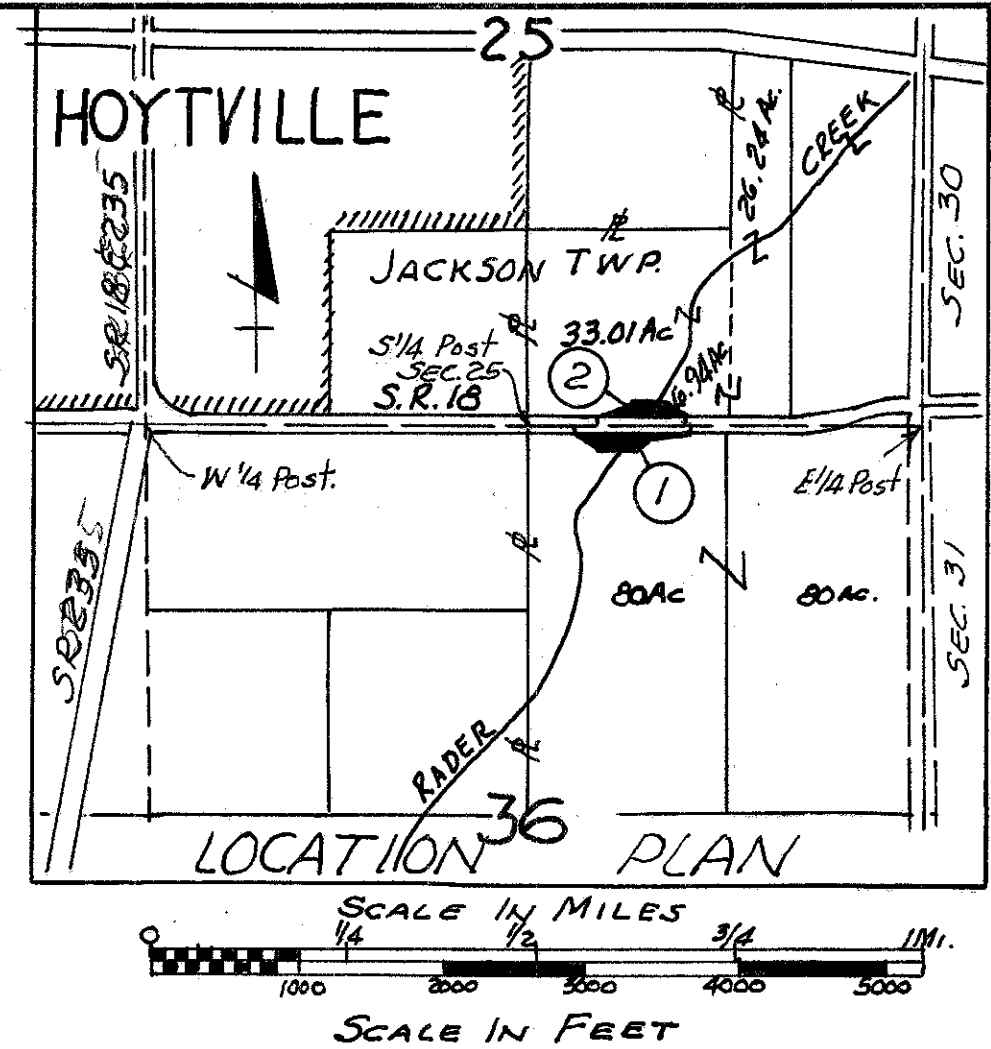 25
HOYTVILLE
SR 18 & 235
26.24 Ac.
CREEK
SEC. 30
JACKSON TWP.
33.01 Ac
S 1/4 Post
SEC. 25
S.R. 18
2
6.94 Ac
W 1/4 Post.
1
E 1/4 Post
SR 235
80 Ac
80 Ac.
SEC. 31
RADER
36
LOCATION PLAN
SCALE IN MILES
0 1/4 1/2 3/4 1 MI.
1000 2000 3000 4000 5000
SCALE IN FEET